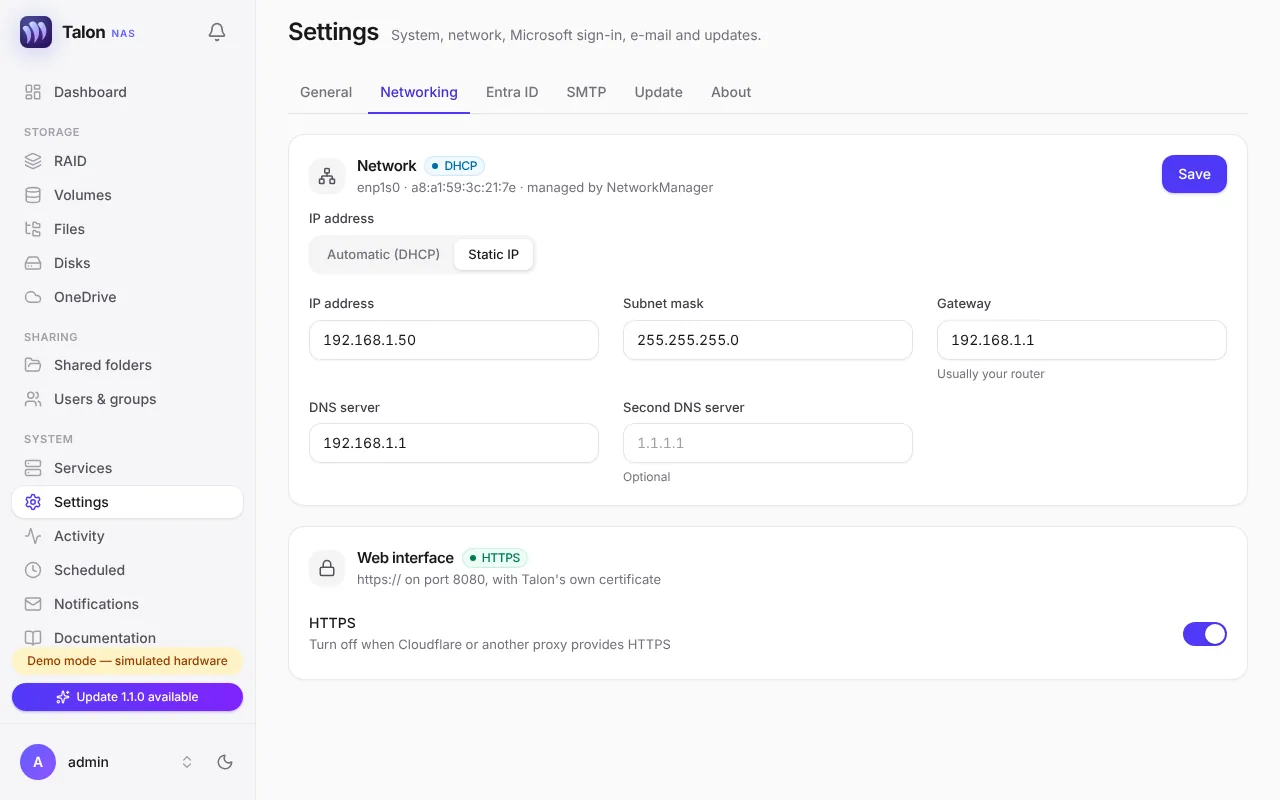 Talon NAS
Dashboard
STORAGE
RAID
Volumes
Files
Disks
OneDrive
SHARING
Shared folders
Users & groups
SYSTEM
Services
Settings
Activity
Scheduled
Notifications
Documentation
Demo mode — simulated hardware
Update 1.1.0 available
A admin
Settings System, network, Microsoft sign-in, e-mail and updates.
General Networking Entra ID SMTP Update About
Network DHCP
enp1s0 · a8:a1:59:3c:21:7e · managed by NetworkManager
Save
IP address
Automatic (DHCP) Static IP
IP address Subnet mask Gateway
192.168.1.50 255.255.255.0 192.168.1.1
Usually your router
DNS server Second DNS server
192.168.1.1 1.1.1.1
Optional
Web interface HTTPS
https:// on port 8080, with Talon's own certificate
HTTPS
Turn off when Cloudflare or another proxy provides HTTPS